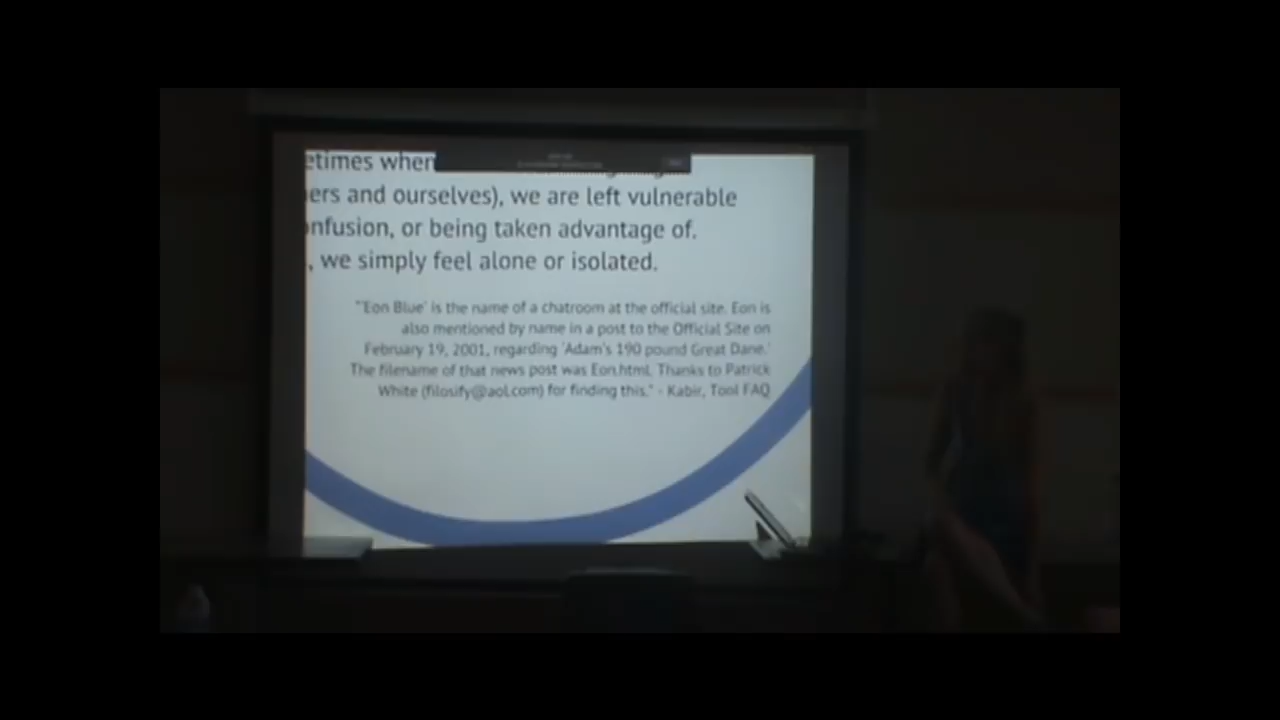 etimes when
ers and ourselves), we are left vulnerable
onfusion, or being taken advantage of.
, we simply feel alone or isolated.
"'Eon Blue' is the name of a chatroom at the official site. Eon is
also mentioned by name in a post to the Official Site on
February 19, 2001, regarding 'Adam's 190 pound Great Dane.'
The filename of that news post was Eon.html. Thanks to Patrick
White (filosify@aol.com) for finding this." - Kabir, Tool FAQ